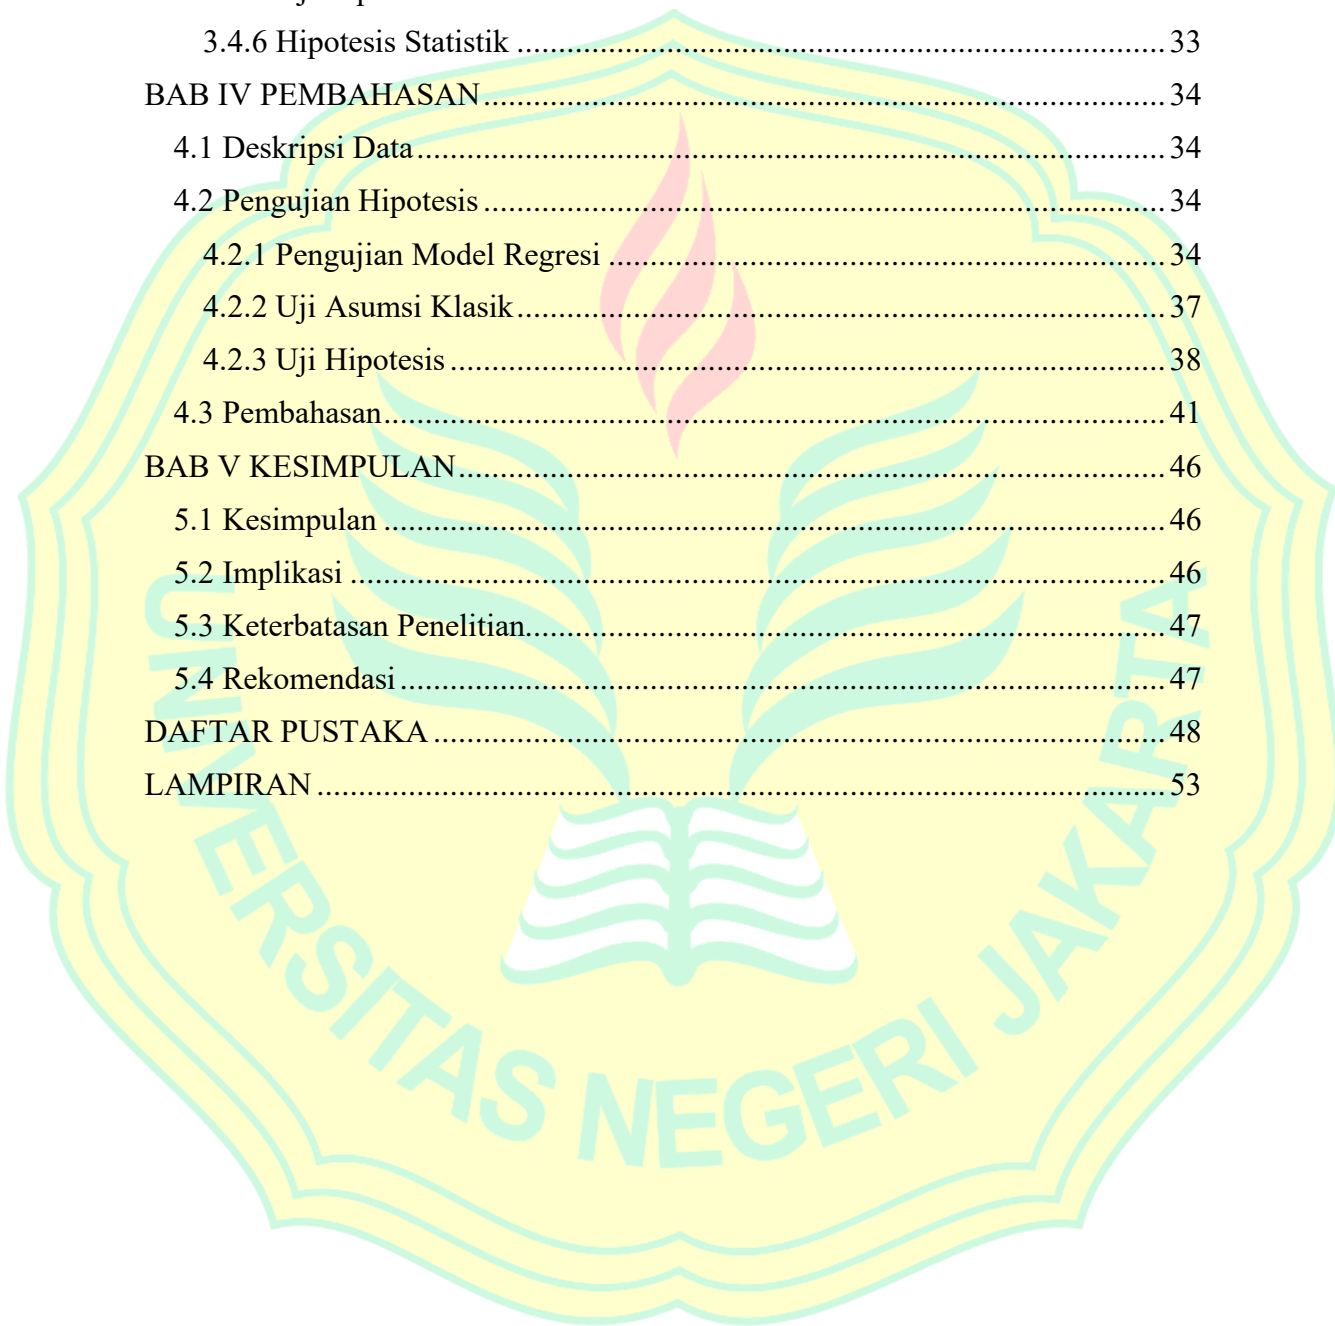 3.4.6 Hipotesis Statistik ................................................................................ 33
BAB IV PEMBAHASAN ..................................................................................... 34
4.1 Deskripsi Data ............................................................................................ 34
4.2 Pengujian Hipotesis .................................................................................... 34
4.2.1 Pengujian Model Regresi ..................................................................... 34
4.2.2 Uji Asumsi Klasik ................................................................................ 37
4.2.3 Uji Hipotesis ........................................................................................ 38
4.3 Pembahasan ................................................................................................ 41
BAB V KESIMPULAN ........................................................................................ 46
5.1 Kesimpulan ................................................................................................ 46
5.2 Implikasi .................................................................................................... 46
5.3 Keterbatasan Penelitian .............................................................................. 47
5.4 Rekomendasi .............................................................................................. 47
DAFTAR PUSTAKA ........................................................................................... 48
LAMPIRAN ......................................................................................................... 53
UNIVERSITAS NEGERI JAKARTA